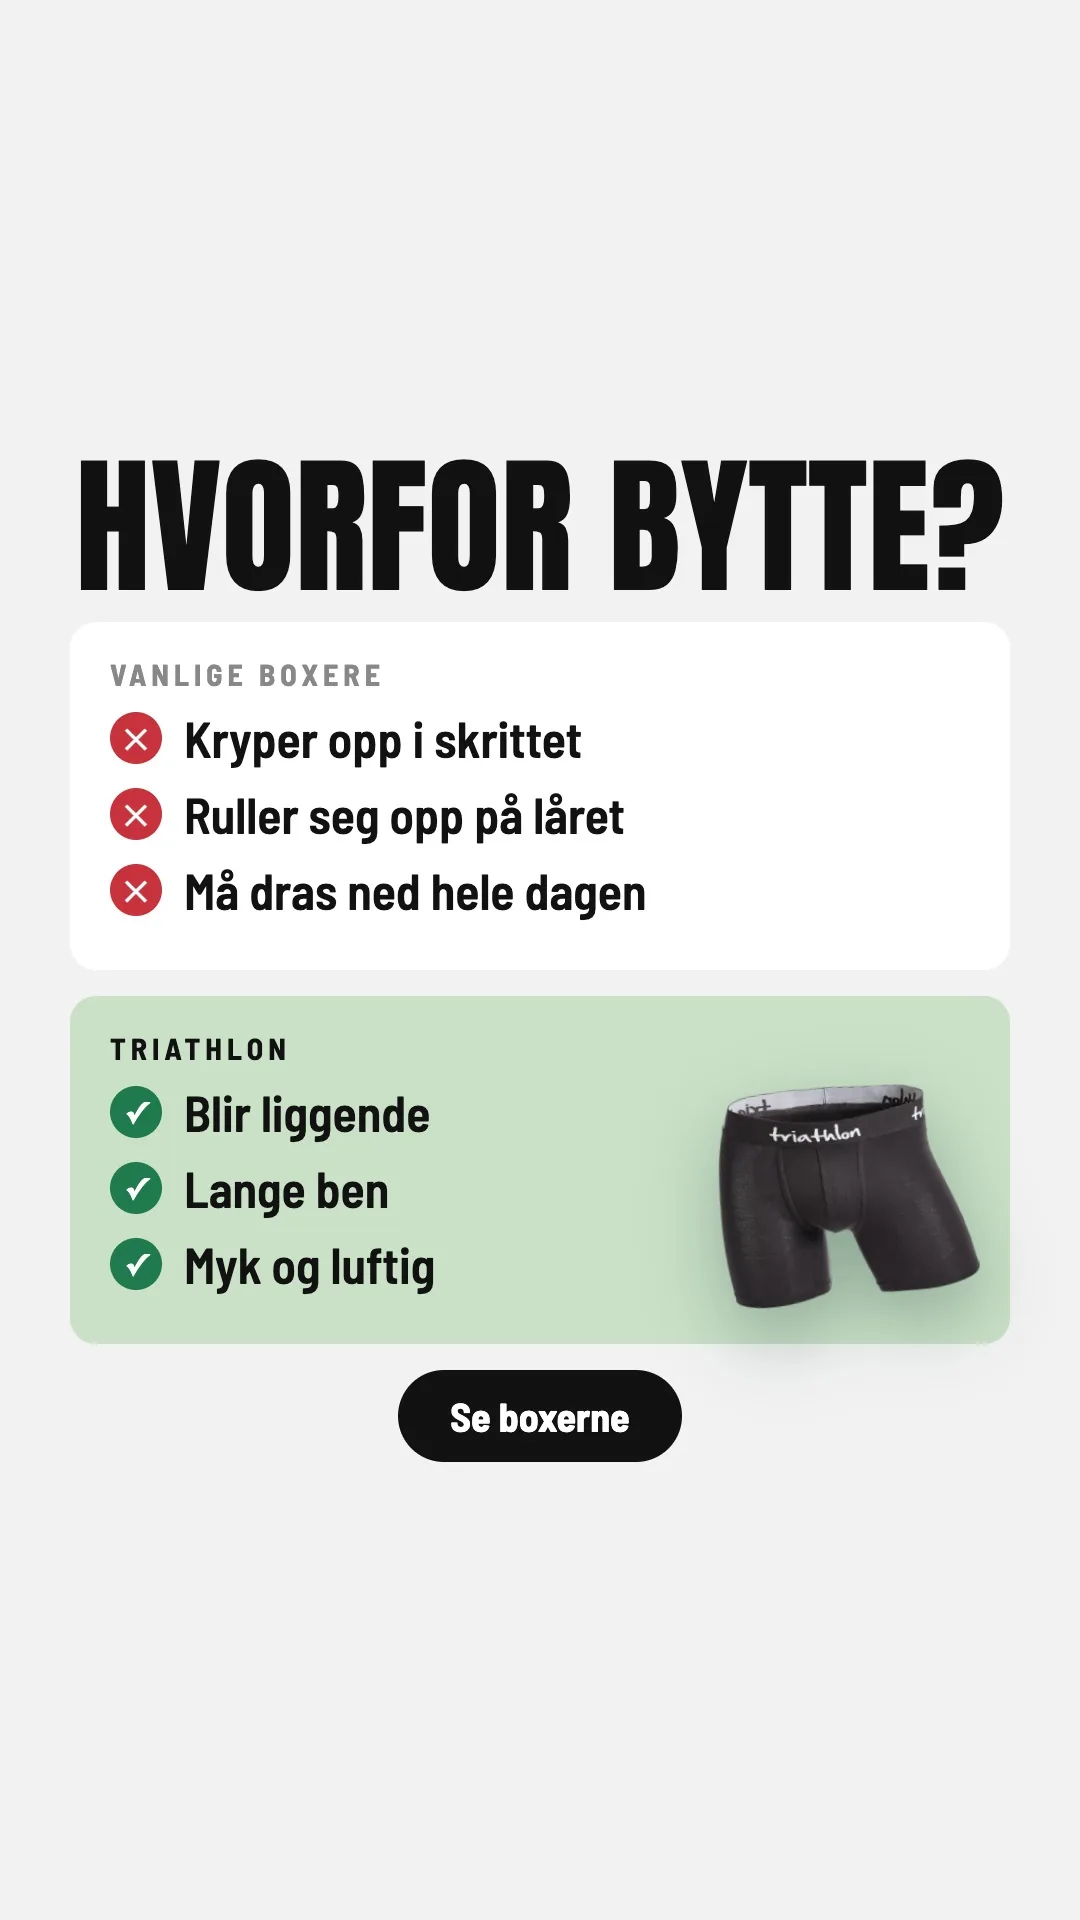 HVORFOR BYTTE?
VANLIGE BOXERE
Kryper opp i skrittet
Ruller seg opp på låret
Må dras ned hele dagen
TRIATHLON
Blir liggende
Lange ben
Myk og luftig
triathlon
Se boxerne